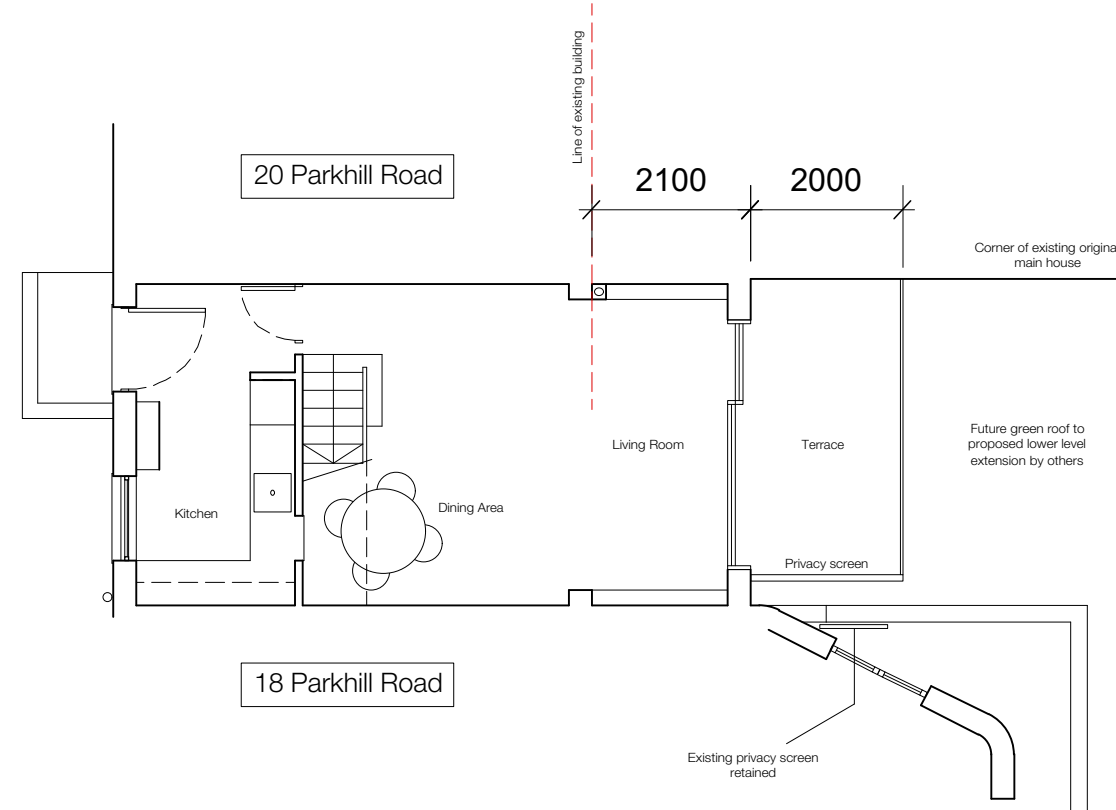 Line of existing building
20 Parkhill Road
2100
2000
Corner of existing origina
main house
Living Room
Terrace
Future green roof to
proposed lower level
extension by others
Kitchen
Dining Area
Privacy screen
18 Parkhill Road
Existing privacy screen
retained